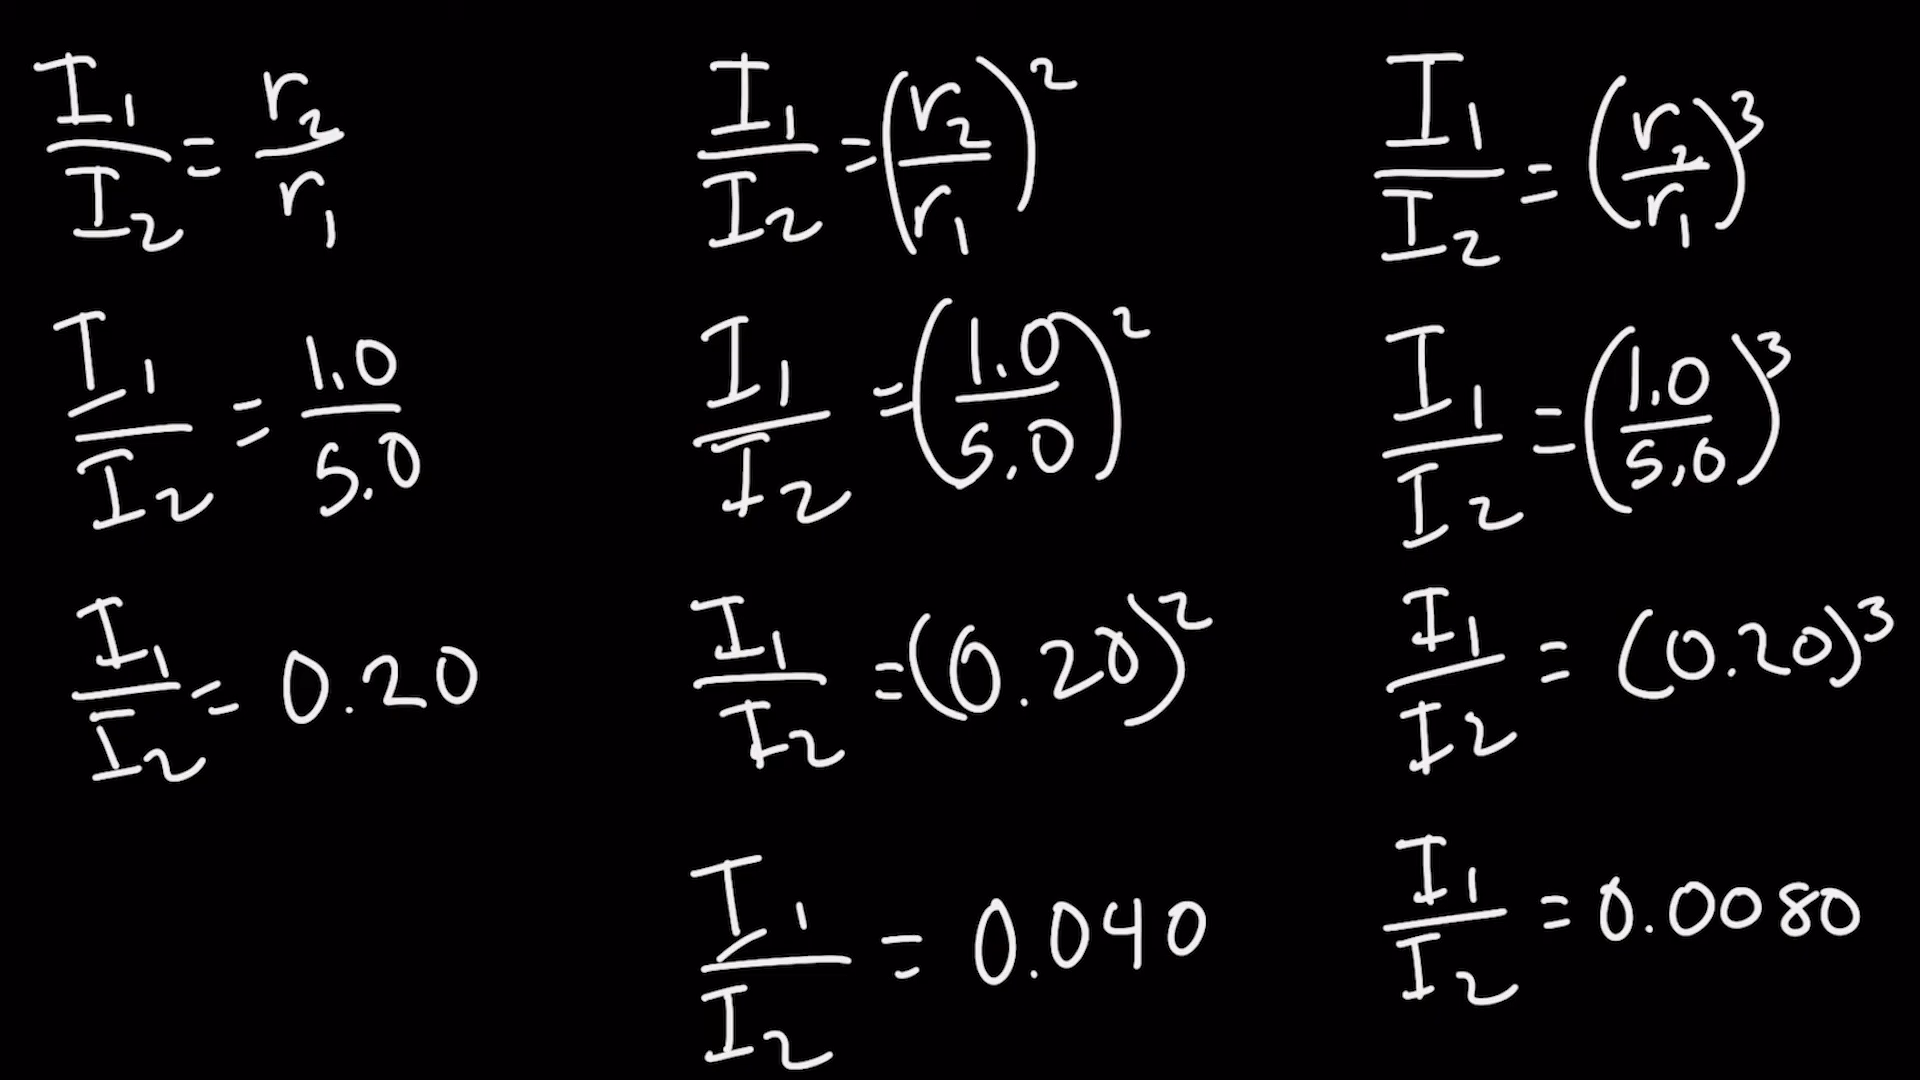 I₁/I₂ = r₂/r₁
I₁/I₂ = 1.0/5.0
I₁/I₂ = 0.20
I₁/I₂ = (r₂/r₁)²
I₁/I₂ = (1.0/5.0)²
I₁/I₂ = (0.20)²
I₁/I₂ = 0.040
I₁/I₂ = (r₂/r₁)³
I₁/I₂ = (1.0/5.0)³
I₁/I₂ = (0.20)³
I₁/I₂ = 0.0080